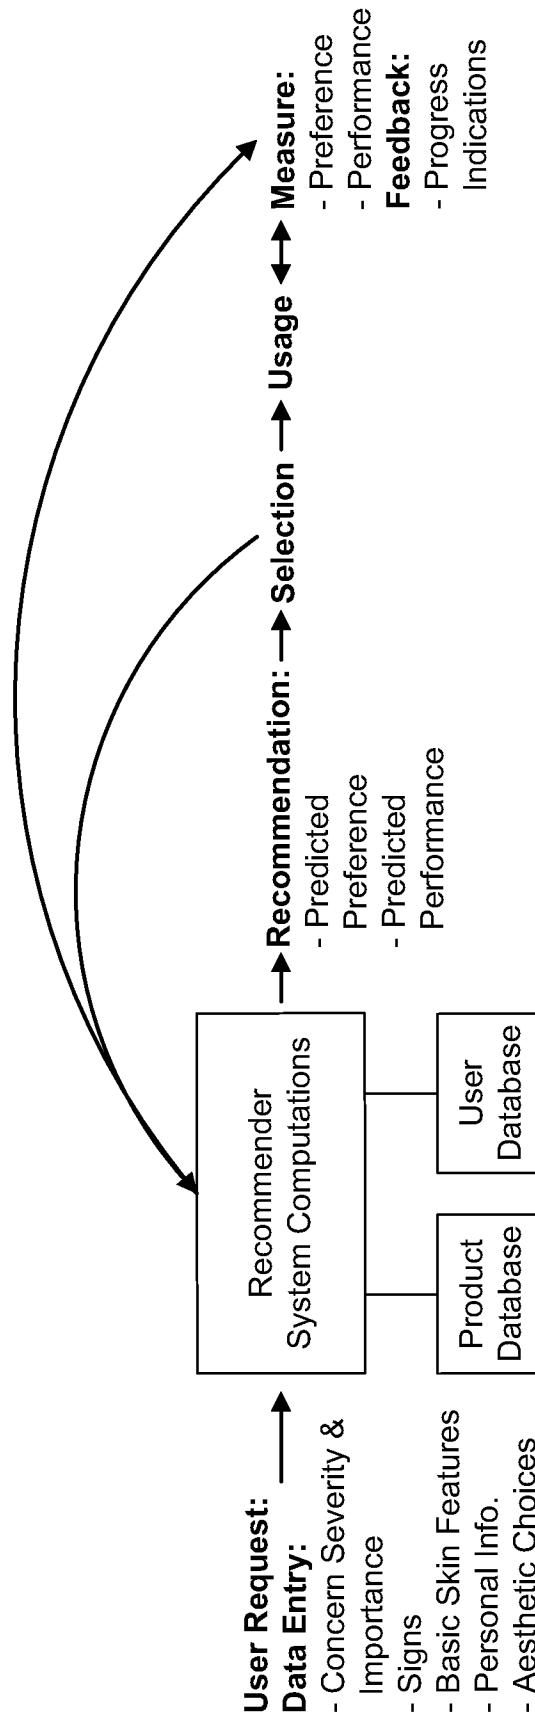 User Request:
Data Entry:
- Concern Severity &
Importance
- Signs
- Basic Skin Features
- Personal Info.
- Aesthetic Choices
Recommender
System Computations
Product
Database
User
Database
Recommendation:
- Predicted
Preference
- Predicted
Performance
Selection
Usage
Measure:
- Preference
- Performance
Feedback:
- Progress
Indications